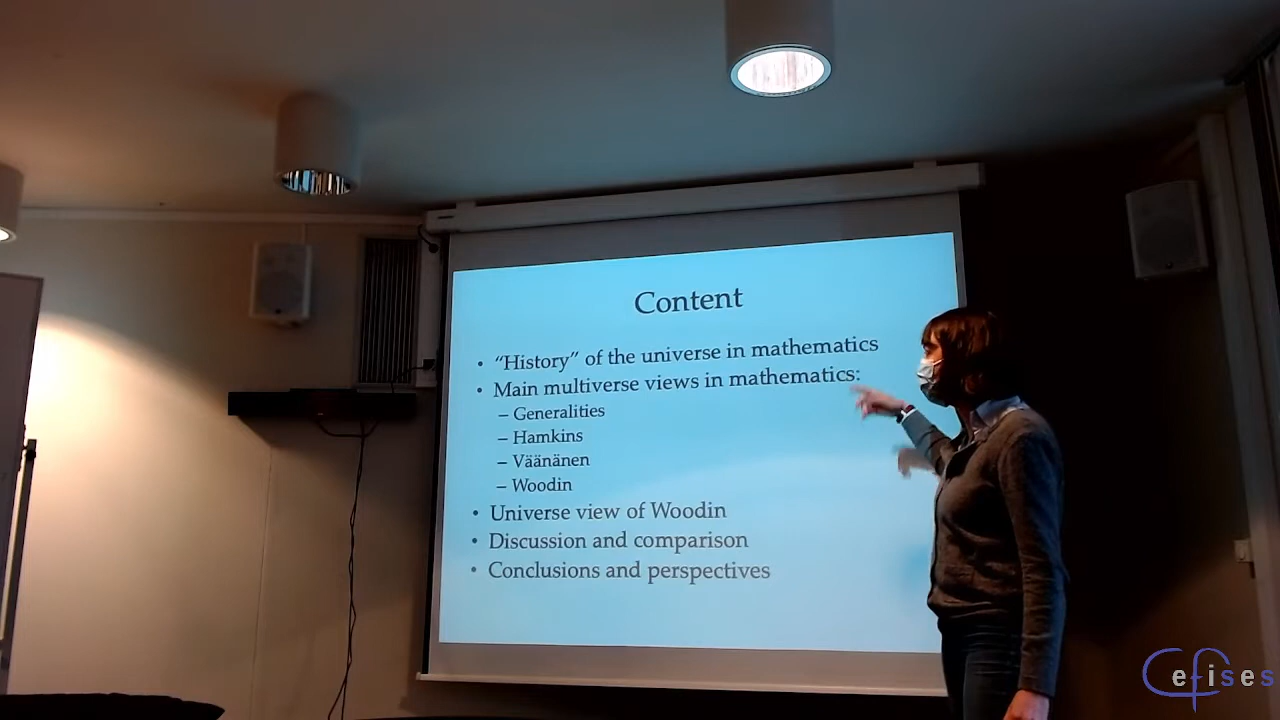 Content
• “History” of the universe in mathematics
• Main multiverse views in mathematics:
– Generalities
– Hamkins
– Väänänen
– Woodin
• Universe view of Woodin
• Discussion and comparison
• Conclusions and perspectives
Cefises